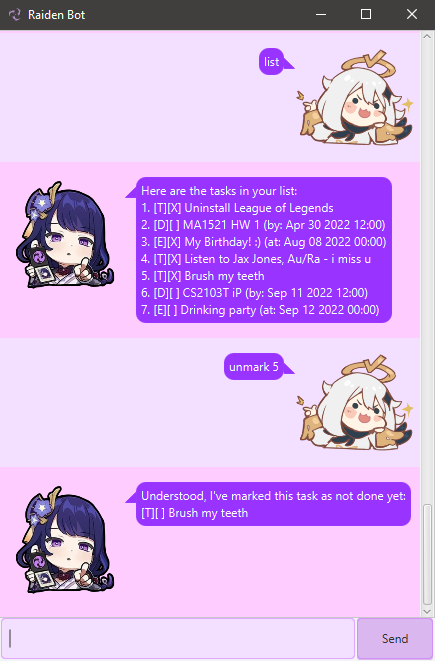 Raiden Bot
list
Here are the tasks in your list:
1. [T][X] Uninstall League of Legends
2. [D][ ] MA1521 HW 1 (by: Apr 30 2022 12:00)
3. [E][X] My Birthday! :) (at: Aug 08 2022 00:00)
4. [T][X] Listen to Jax Jones, Au/Ra - i miss u
5. [T][X] Brush my teeth
6. [D][ ] CS2103T iP (by: Sep 11 2022 12:00)
7. [E][ ] Drinking party (at: Sep 12 2022 00:00)
unmark 5
Understood, I've marked this task as not done yet:
[T][ ] Brush my teeth
Send